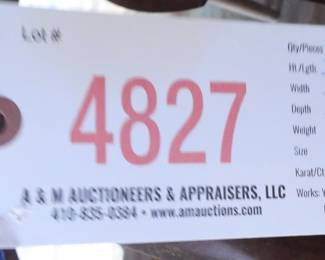 Lot #
4827
A & M AUCTIONEERS & APPRAISERS, LLC
410-835-0384 • www.amauctions.com
Qty/Pieces
Ht./Lgth
Width
Depth
Weight
Size
Karat/Ct
Works: Y